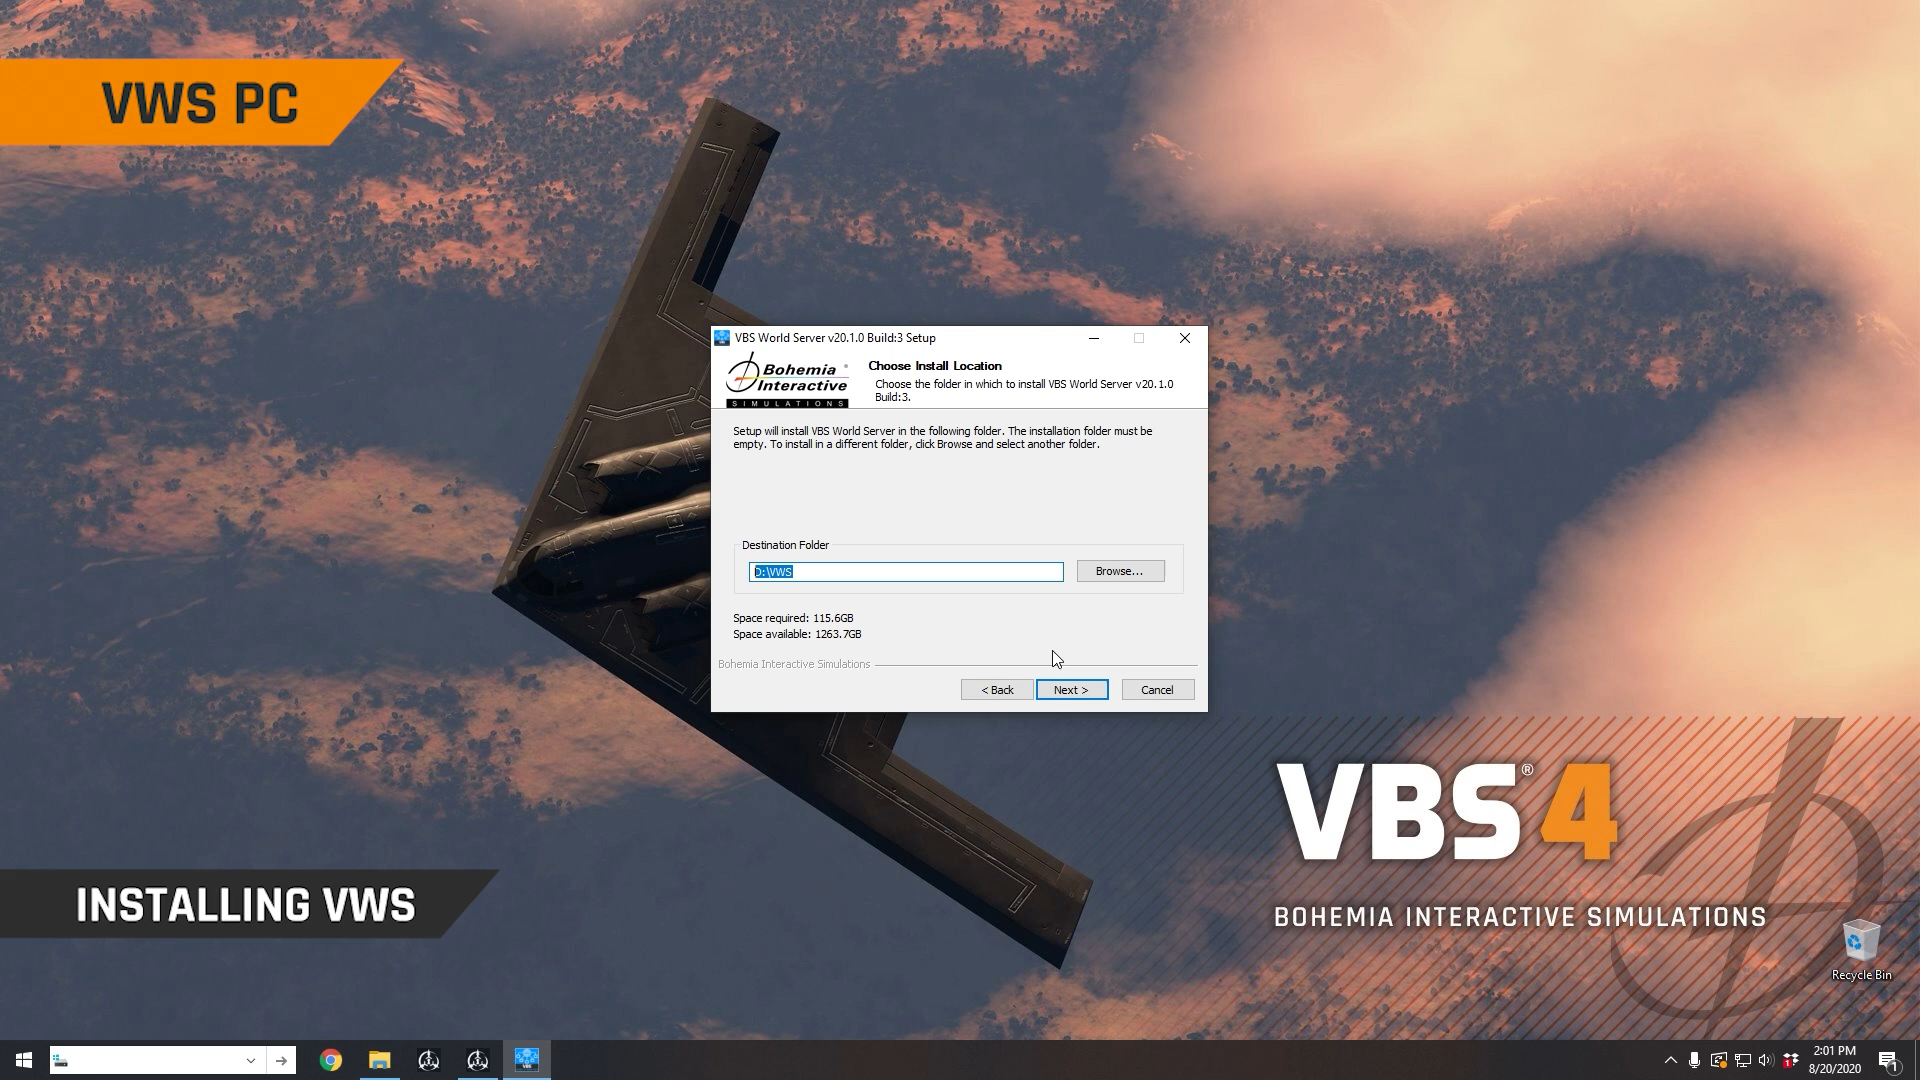 VWS PC
VBS World Server v20.1.0 Build:3 Setup
Bohemia
Interactive
SIMULATIONS
Choose Install Location
Choose the folder in which to install VBS World Server v20.1.0
Build:3.
Setup will install VBS World Server in the following folder. The installation folder must be
empty. To install in a different folder, click Browse and select another folder.
Destination Folder
D:\VWS
Browse...
Space required: 115.6GB
Space available: 1263.7GB
Bohemia Interactive Simulations
< Back
Next >
Cancel
VBS® 4
BOHEMIA INTERACTIVE SIMULATIONS
INSTALLING VWS
Recycle Bin
2:01 PM
8/20/2020